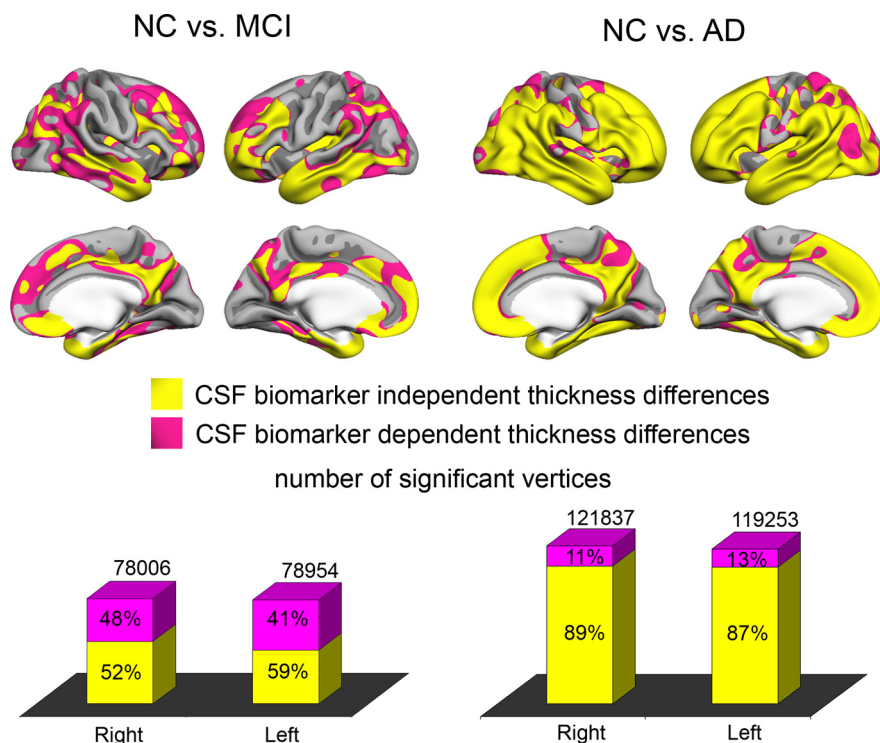 NC vs. MCI
NC vs. AD
CSF biomarker independent thickness differences
CSF biomarker dependent thickness differences
number of significant vertices
78006
48%
52%
Right
78954
41%
59%
Left
121837
11%
89%
Right
119253
13%
87%
Left